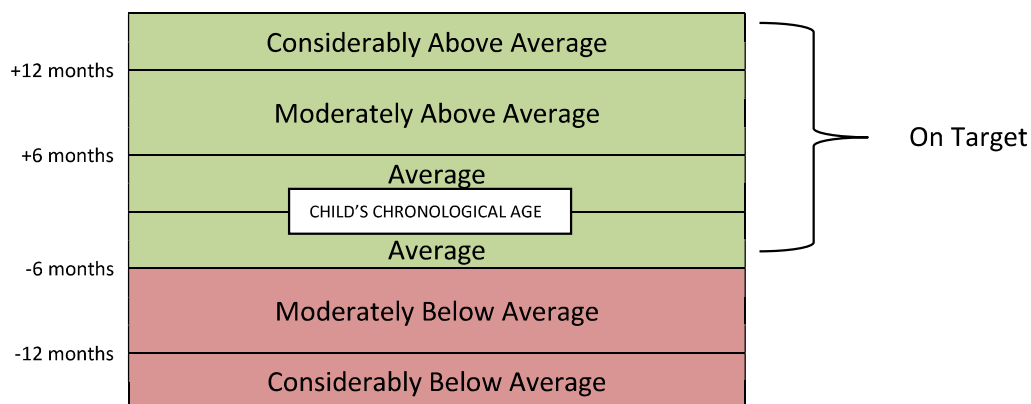 Considerably Above Average
+12 months
Moderately Above Average
+6 months
Average
CHILD’S CHRONOLOGICAL AGE
Average
-6 months
Moderately Below Average
-12 months
Considerably Below Average
On Target